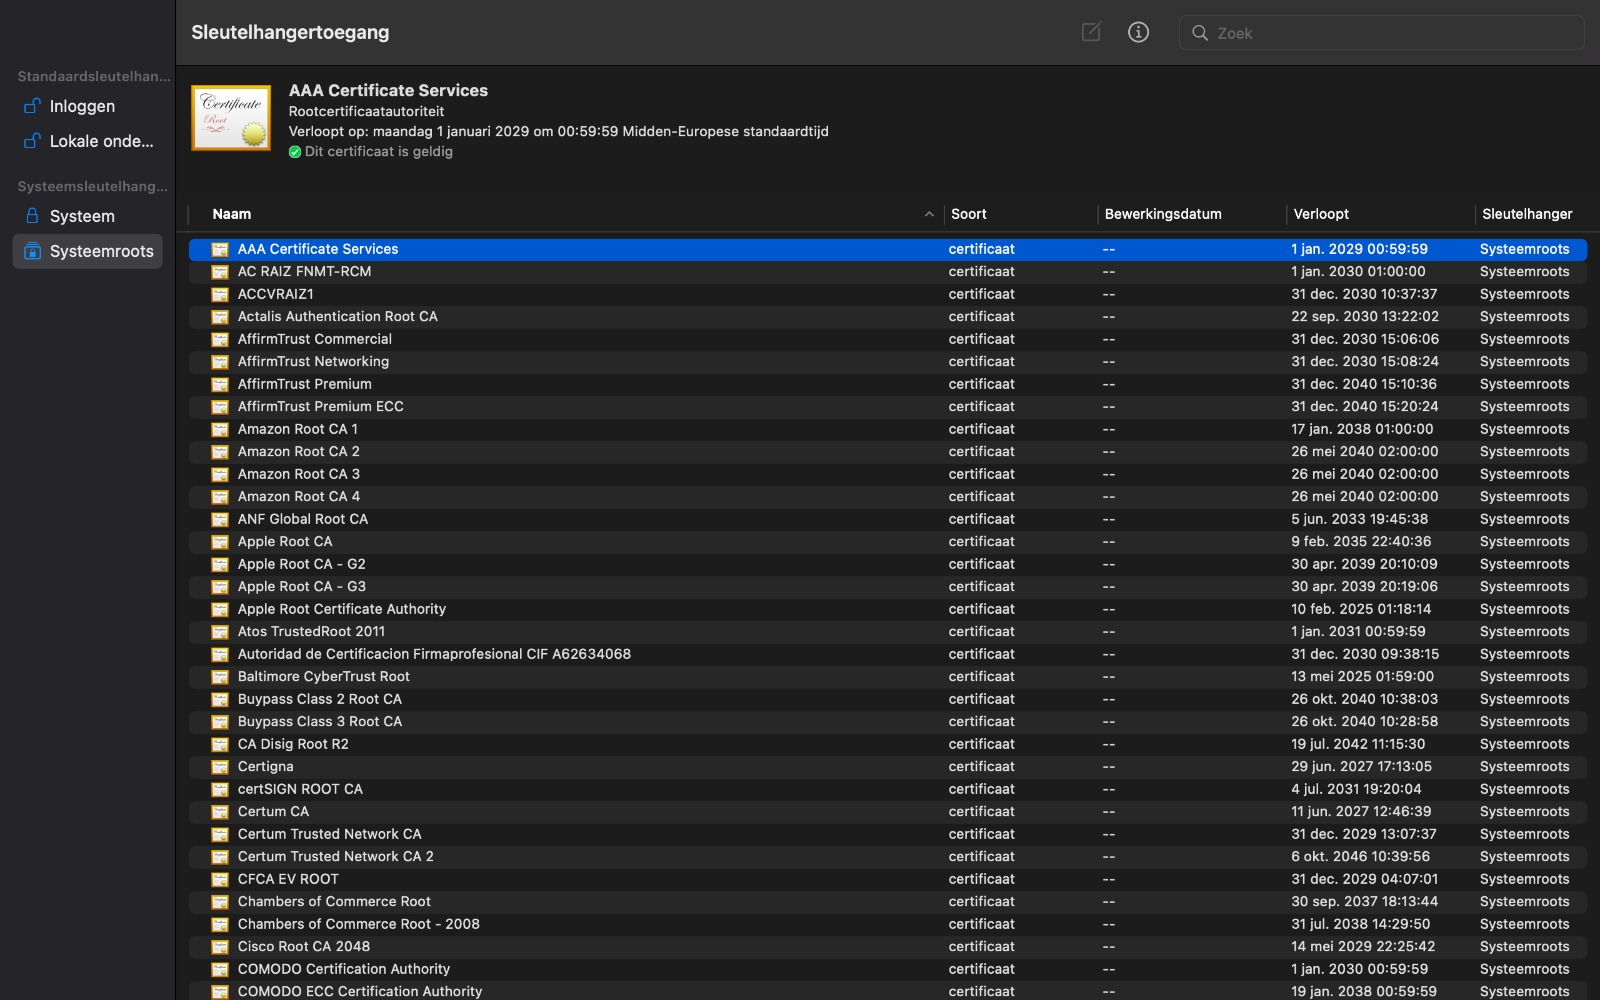 Sleutelhangertoegang
Zoek
Standaardsleutelhan...
Inloggen
Lokale onde...
Systeemsleutelhang...
Systeem
Systeemroots
Certificate
Root
AAA Certificate Services
Rootcertificaatautoriteit
Verloopt op: maandag 1 januari 2029 om 00:59:59 Midden-Europese standaardtijd
Dit certificaat is geldig
Naam Soort Bewerkingsdatum Verloopt Sleutelhanger
AAA Certificate Services certificaat -- 1 jan. 2029 00:59:59 Systeemroots
AC RAIZ FNMT-RCM certificaat -- 1 jan. 2030 01:00:00 Systeemroots
ACCVRAIZ1 certificaat -- 31 dec. 2030 10:37:37 Systeemroots
Actalis Authentication Root CA certificaat -- 22 sep. 2030 13:22:02 Systeemroots
AffirmTrust Commercial certificaat -- 31 dec. 2030 15:06:06 Systeemroots
AffirmTrust Networking certificaat -- 31 dec. 2030 15:08:24 Systeemroots
AffirmTrust Premium certificaat -- 31 dec. 2040 15:10:36 Systeemroots
AffirmTrust Premium ECC certificaat -- 31 dec. 2040 15:20:24 Systeemroots
Amazon Root CA 1 certificaat -- 17 jan. 2038 01:00:00 Systeemroots
Amazon Root CA 2 certificaat -- 26 mei 2040 02:00:00 Systeemroots
Amazon Root CA 3 certificaat -- 26 mei 2040 02:00:00 Systeemroots
Amazon Root CA 4 certificaat -- 26 mei 2040 02:00:00 Systeemroots
ANF Global Root CA certificaat -- 5 jun. 2033 19:45:38 Systeemroots
Apple Root CA certificaat -- 9 feb. 2035 22:40:36 Systeemroots
Apple Root CA - G2 certificaat -- 30 apr. 2039 20:10:09 Systeemroots
Apple Root CA - G3 certificaat -- 30 apr. 2039 20:19:06 Systeemroots
Apple Root Certificate Authority certificaat -- 10 feb. 2025 01:18:14 Systeemroots
Atos TrustedRoot 2011 certificaat -- 1 jan. 2031 00:59:59 Systeemroots
Autoridad de Certificacion Firmaprofesional CIF A62634068 certificaat -- 31 dec. 2030 09:38:15 Systeemroots
Baltimore CyberTrust Root certificaat -- 13 mei 2025 01:59:00 Systeemroots
Buypass Class 2 Root CA certificaat -- 26 okt. 2040 10:38:03 Systeemroots
Buypass Class 3 Root CA certificaat -- 26 okt. 2040 10:28:58 Systeemroots
CA Disig Root R2 certificaat -- 19 jul. 2042 11:15:30 Systeemroots
Certigna certificaat -- 29 jun. 2027 17:13:05 Systeemroots
certSIGN ROOT CA certificaat -- 4 jul. 2031 19:20:04 Systeemroots
Certum CA certificaat -- 11 jun. 2027 12:46:39 Systeemroots
Certum Trusted Network CA certificaat -- 31 dec. 2029 13:07:37 Systeemroots
Certum Trusted Network CA 2 certificaat -- 6 okt. 2046 10:39:56 Systeemroots
CFCA EV ROOT certificaat -- 31 dec. 2029 04:07:01 Systeemroots
Chambers of Commerce Root certificaat -- 30 sep. 2037 18:13:44 Systeemroots
Chambers of Commerce Root - 2008 certificaat -- 31 jul. 2038 14:29:50 Systeemroots
Cisco Root CA 2048 certificaat -- 14 mei 2029 22:25:42 Systeemroots
COMODO Certification Authority certificaat -- 1 jan. 2030 00:59:59 Systeemroots
COMODO ECC Certification Authority certificaat -- 19 jan. 2038 00:59:59 Systeemroots